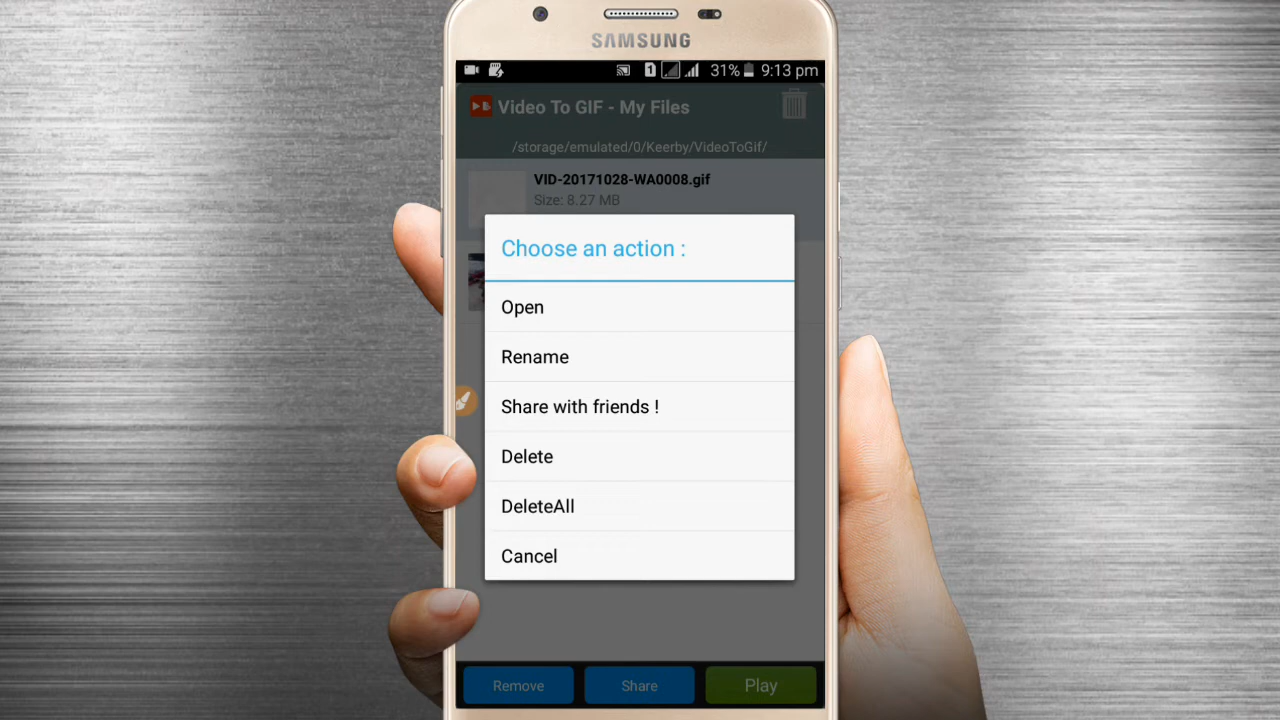 SAMSUNG
1 31% 9:13 pm
Video To GIF - My Files
/storage/emulated/0/Keerby/VideoToGif/
VID-20171028-WA0008.gif
Size: 8.27 MB
Choose an action :
Open
Rename
Share with friends !
Delete
DeleteAll
Cancel
Remove Share Play